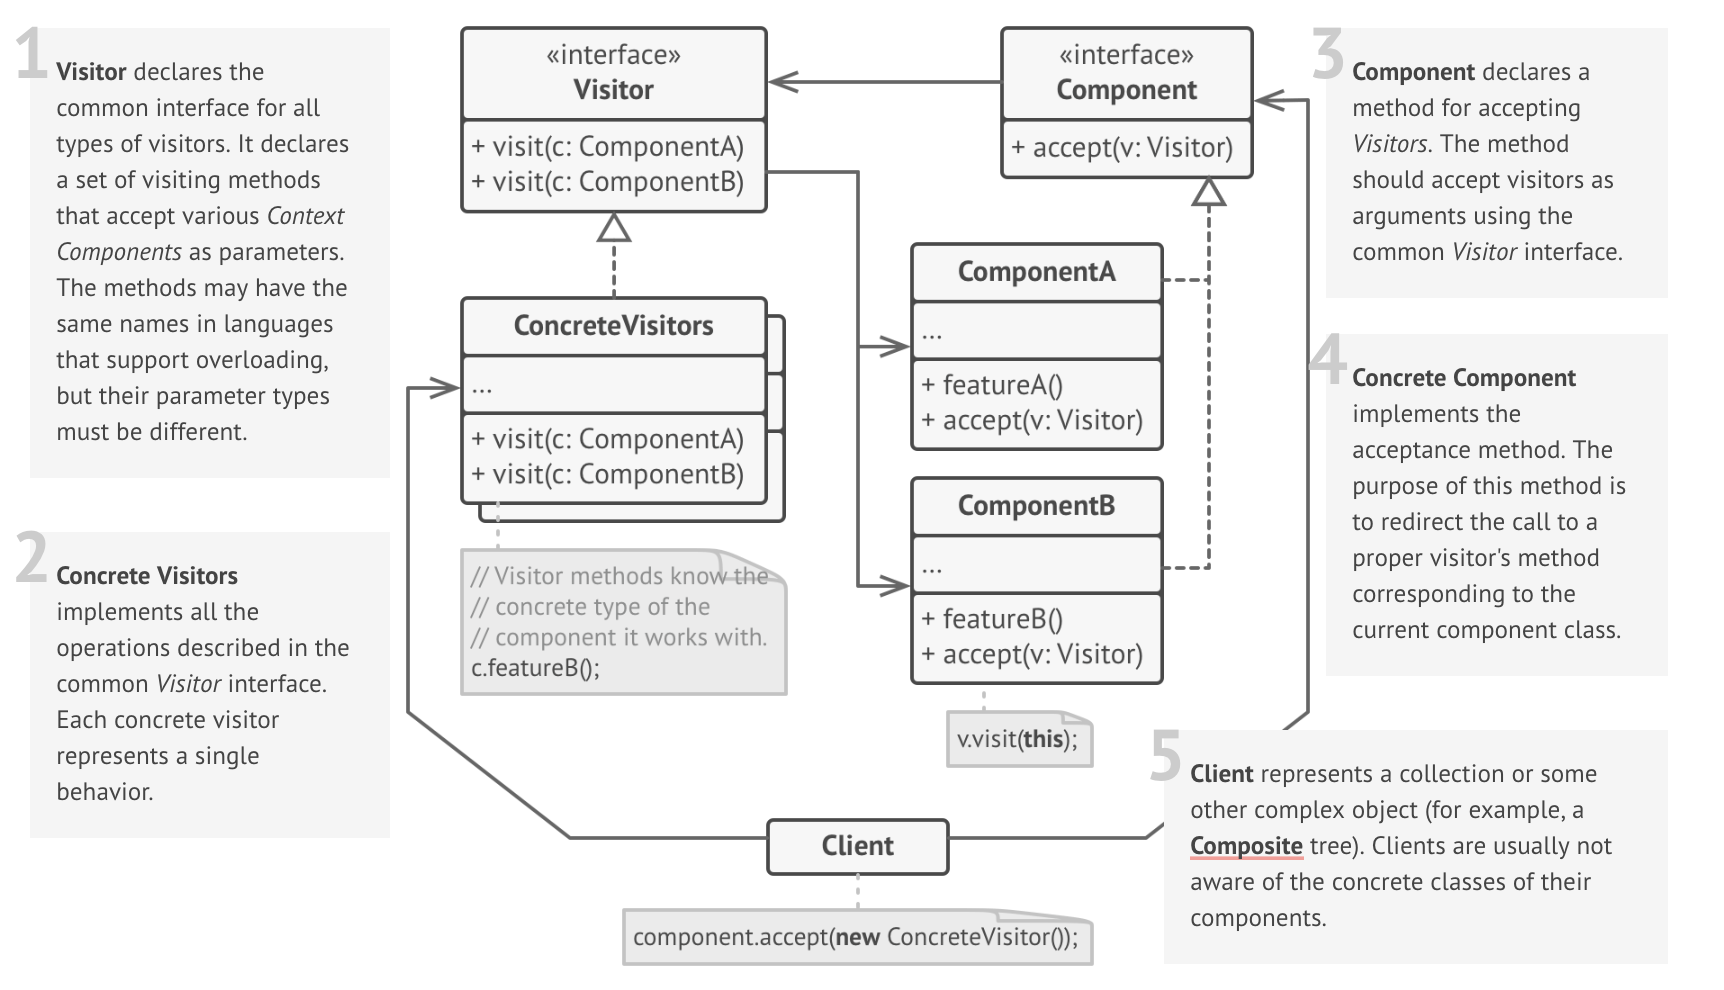 1
Visitor declares the
common interface for all
types of visitors. It declares
a set of visiting methods
that accept various Context
Components as parameters.
The methods may have the
same names in languages
that support overloading,
but their parameter types
must be different.
2
Concrete Visitors
implements all the
operations described in the
common Visitor interface.
Each concrete visitor
represents a single
behavior.
«interface»
Visitor
+ visit(c: ComponentA)
+ visit(c: ComponentB)
ConcreteVisitors
...
+ visit(c: ComponentA)
+ visit(c: ComponentB)
// Visitor methods know the
// concrete type of the
// component it works with.
c.featureB();
«interface»
Component
+ accept(v: Visitor)
ComponentA
...
+ featureA()
+ accept(v: Visitor)
ComponentB
...
+ featureB()
+ accept(v: Visitor)
v.visit(this);
Client
component.accept(new ConcreteVisitor());
3
Component declares a
method for accepting
Visitors. The method
should accept visitors as
arguments using the
common Visitor interface.
4
Concrete Component
implements the
acceptance method. The
purpose of this method is
to redirect the call to a
proper visitor's method
corresponding to the
current component class.
5
Client represents a collection or some
other complex object (for example, a
Composite tree). Clients are usually not
aware of the concrete classes of their
components.